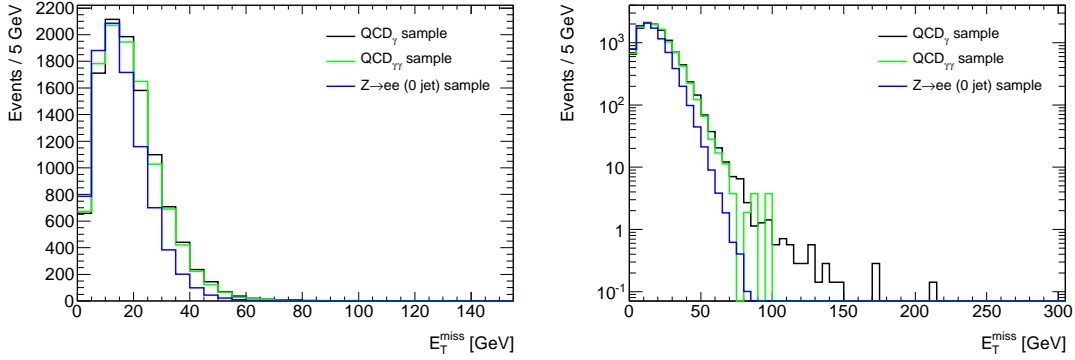 Events / 5 GeV
2200
2000
1800
1600
1400
1200
1000
800
600
400
200
0
0 20 40 60 80 100 120 140
E_T^miss [GeV]
QCD_γ sample
QCD_γγ sample
Z→ee (0 jet) sample
Events / 5 GeV
10^3
10^2
10
1
10^-1
0 50 100 150 200 250 300
E_T^miss [GeV]
QCD_γ sample
QCD_γγ sample
Z→ee (0 jet) sample